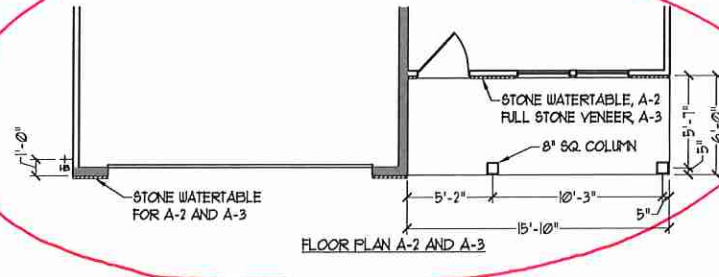 STONE WATERTABLE, A-2
FULL STONE VENEER, A-3
8" SQ. COLUMN
5'-7"
6'-0"
5"
1'-0"
STONE WATERTABLE
FOR A-2 AND A-3
5'-2"
10'-3"
5"
15'-10"
FLOOR PLAN A-2 AND A-3